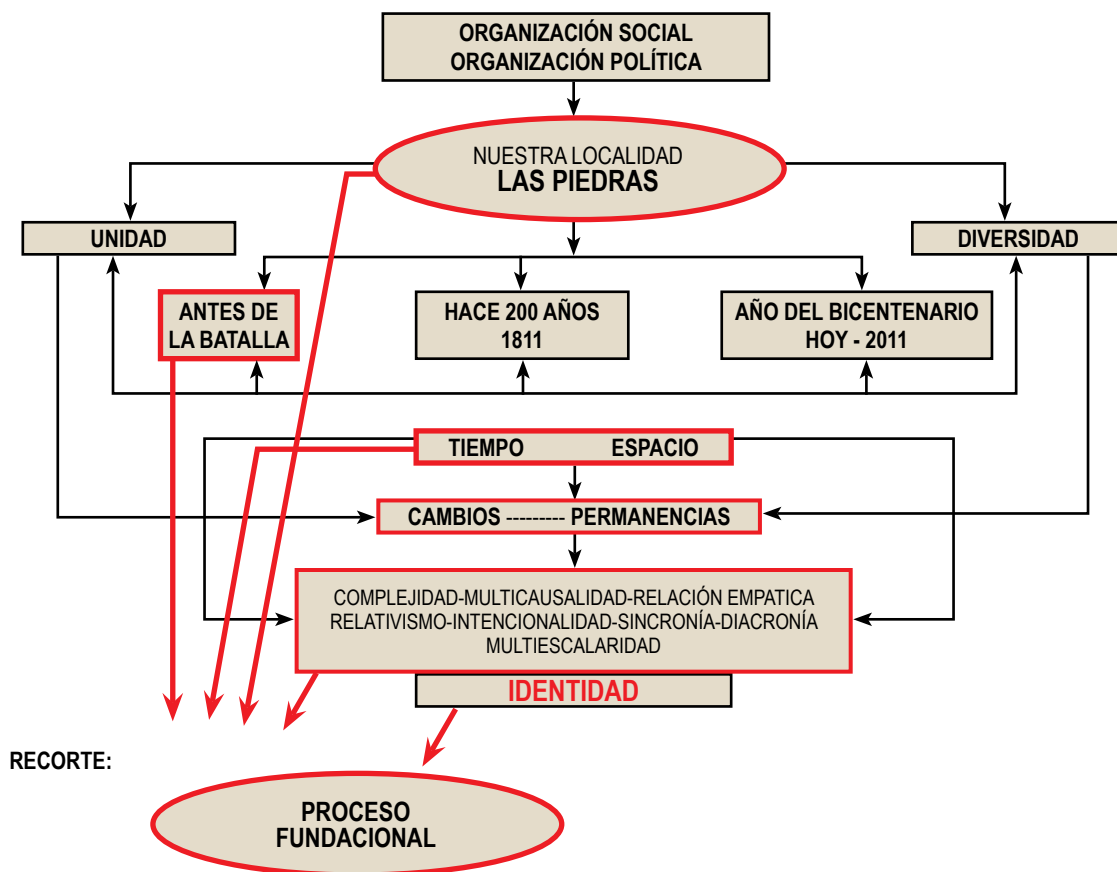 ORGANIZACIÓN SOCIAL
ORGANIZACIÓN POLÍTICA
NUESTRA LOCALIDAD
LAS PIEDRAS
UNIDAD
DIVERSIDAD
ANTES DE
LA BATALLA
HACE 200 AÑOS
1811
AÑO DEL BICENTENARIO
HOY - 2011
TIEMPO ESPACIO
CAMBIOS --------- PERMANENCIAS
COMPLEJIDAD-MULTICAUSALIDAD-RELACIÓN EMPATICA
RELATIVISMO-INTENCIONALIDAD-SINCRONÍA-DIACRONÍA
MULTIESCALARIDAD
IDENTIDAD
RECORTE:
PROCESO
FUNDACIONAL